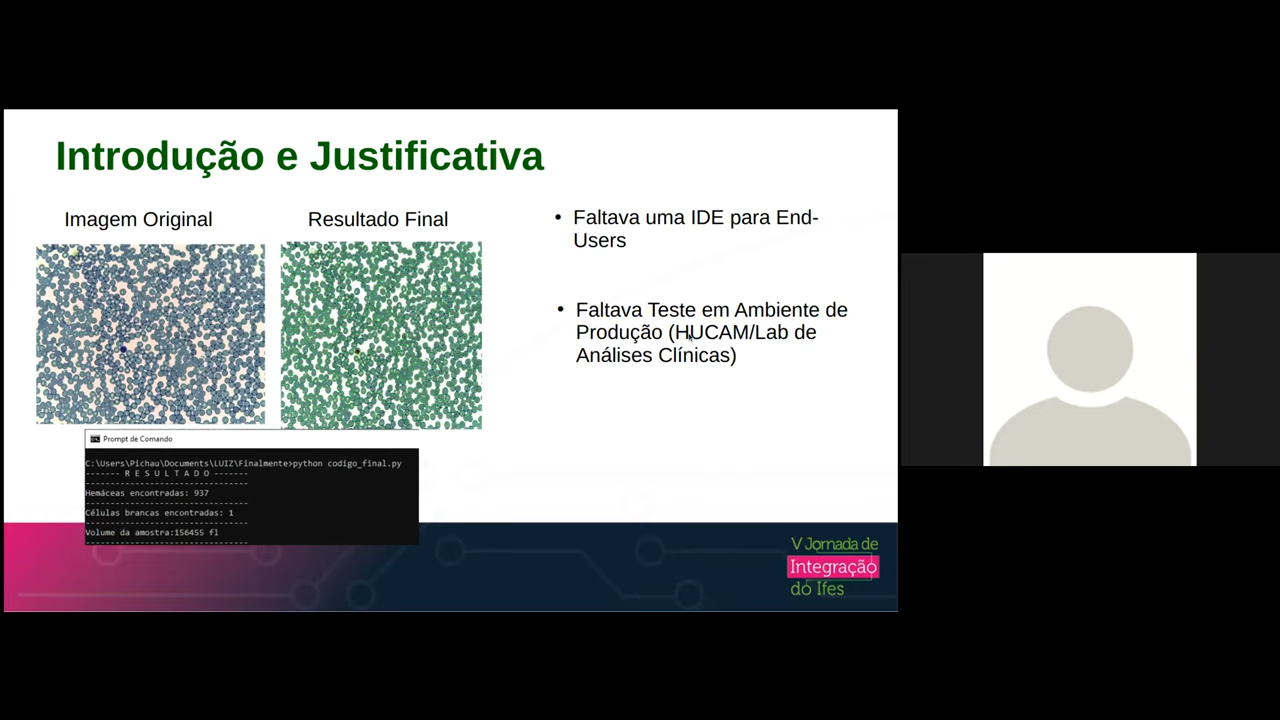 Introdução e Justificativa
Imagem Original
Resultado Final
• Faltava uma IDE para End-
Users
• Faltava Teste em Ambiente de
Produção (HUCAM/Lab de
Análises Clínicas)
Prompt de Comando
C:\Users\Pichau\Documents\LUIZ\Finalmente>python codigo_final.py
------- R E S U L T A D O -------
---------------------------------
Hemáceas encontradas: 937
---------------------------------
Células brancas encontradas: 1
---------------------------------
Volume da amostra:156455 fl
---------------------------------
V Jornada de
Integração
do Ifes